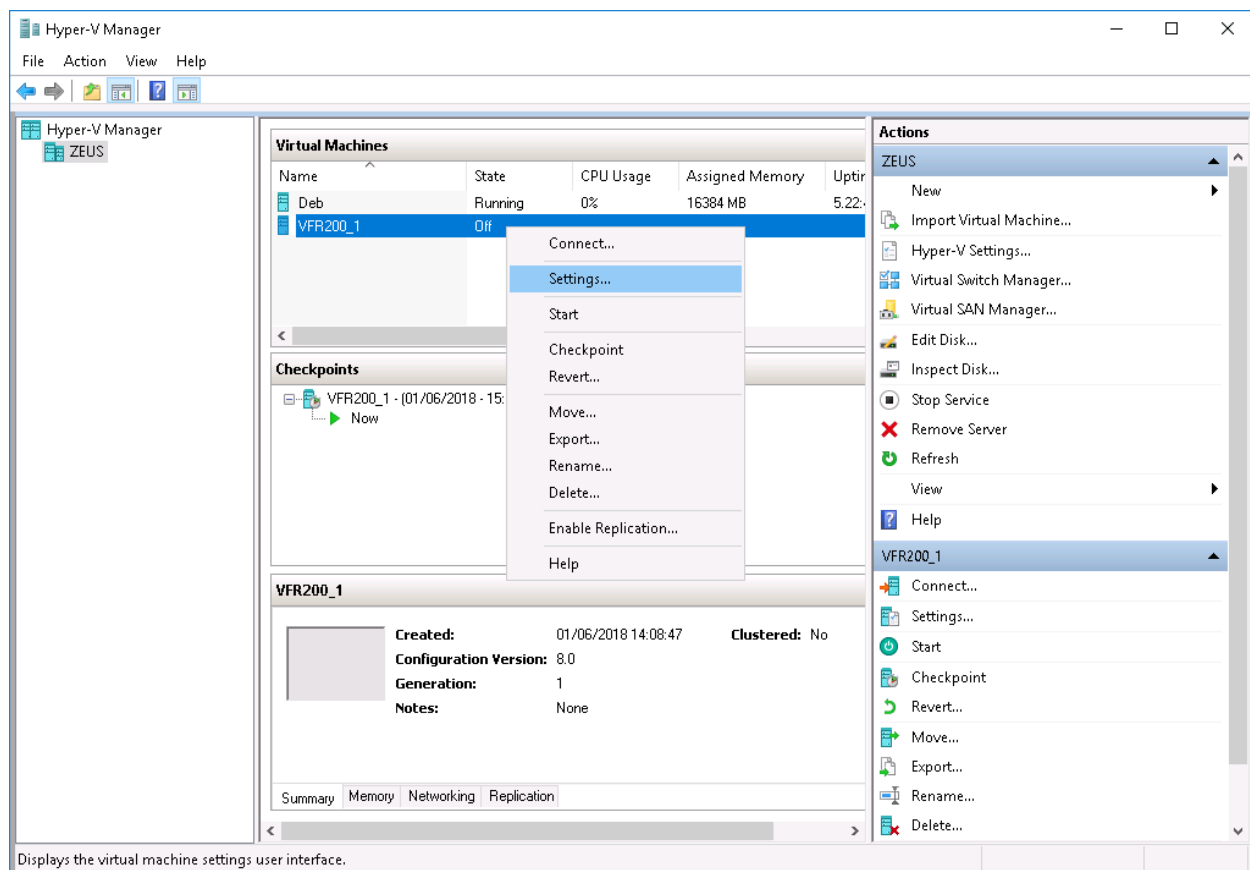 Hyper-V Manager
File Action View Help
Hyper-V Manager
ZEUS
Virtual Machines
Name State CPU Usage Assigned Memory
Deb Running 0% 16384 MB
VFR200_1 Off
Connect...
Settings...
Start
Checkpoint
Revert...
Move...
Export...
Rename...
Delete...
Enable Replication...
Help
Checkpoints
VFR200_1 - (01/06/2018 - 15:
Now
VFR200_1
Created: 01/06/2018 14:08:47 Clustered: No
Configuration Version: 8.0
Generation: 1
Notes: None
Summary Memory Networking Replication
Actions
ZEUS
New
Import Virtual Machine...
Hyper-V Settings...
Virtual Switch Manager...
Virtual SAN Manager...
Edit Disk...
Inspect Disk...
Stop Service
Remove Server
Refresh
View
Help
VFR200_1
Connect...
Settings...
Start
Checkpoint
Revert...
Move...
Export...
Rename...
Delete...
Displays the virtual machine settings user interface.